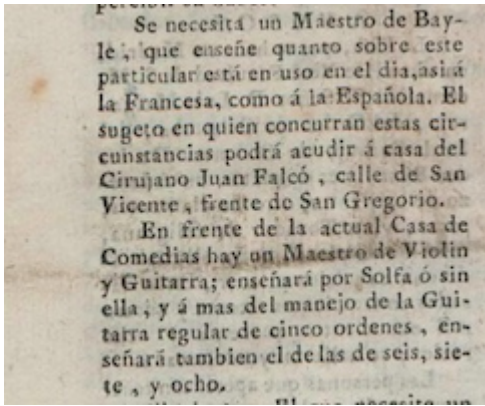 Se necesita un Maestro de Bay-
le, que enseñe quanto sobre este
particular está en uso en el dia, asi á
la Francesa, como á la Española. El
sugeto en quien concurran estas cir-
cunstancias podrá acudir á casa del
Cirujano Juan Falcó, calle de San
Vicente, frente de San Gregorio.
En frente de la actual Casa de
Comedias hay un Maestro de Violin
y Guitarra; enseñará por Solfa ó sin
ella, y á mas del manejo de la Gui-
tarra regular de cinco ordenes, en-
señará tambien el de las de seis, sie-
te, y ocho.